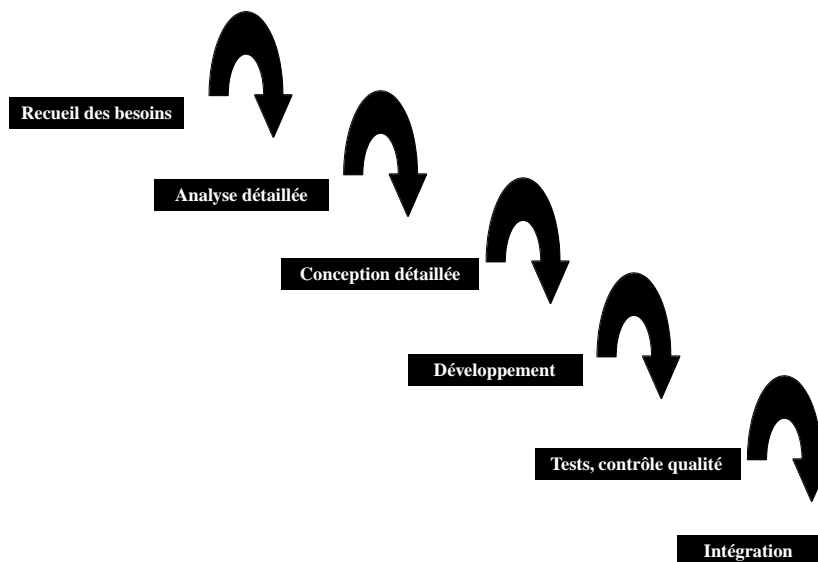 Recueil des besoins
Analyse détaillée
Conception détaillée
Développement
Tests, contrôle qualité
Intégration